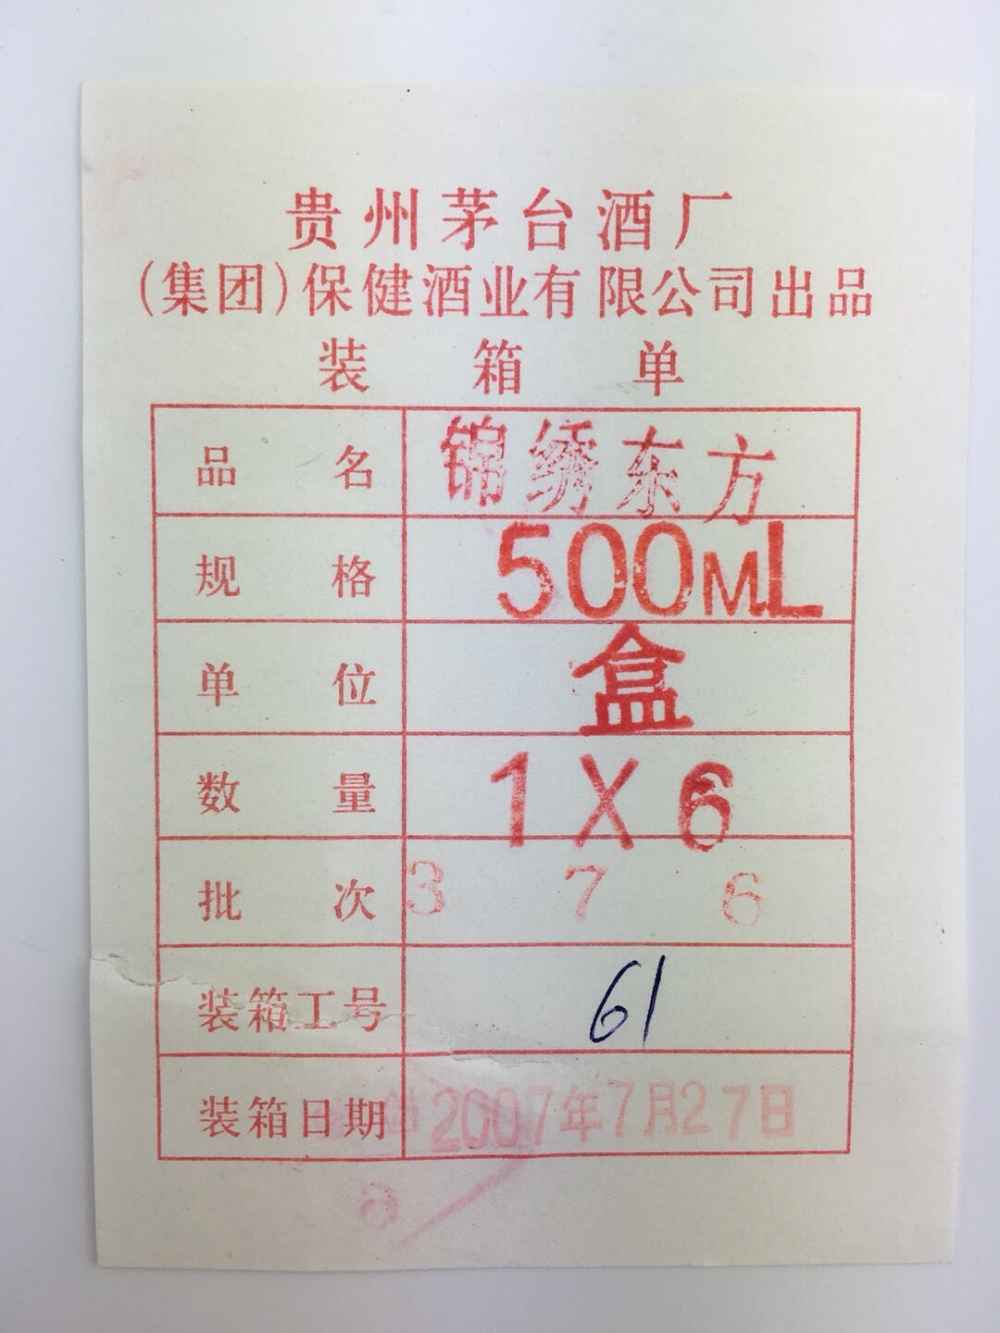 贵州茅台酒厂
(集团)保健酒业有限公司出品
装箱单
品名 锦绣东方
规格 500ML
单位 盒
数量 1X6
批次 376
装箱工号 61
装箱日期 2007年7月27日